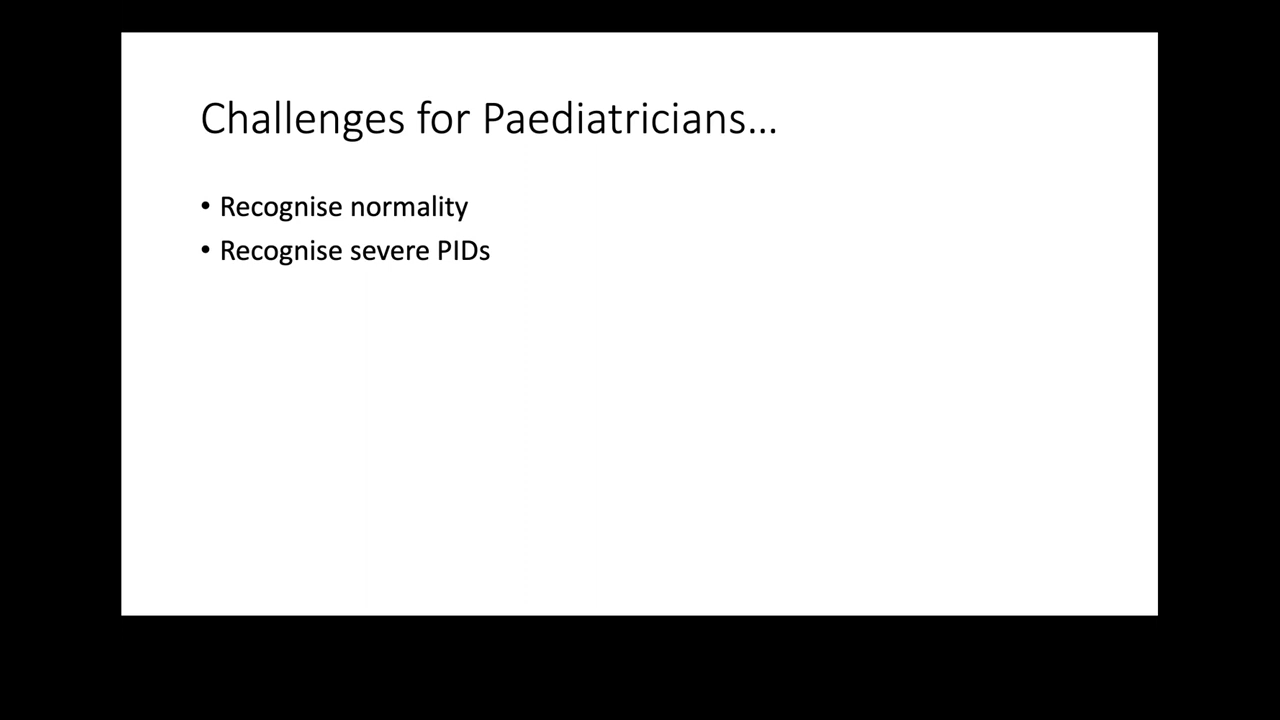 Challenges for Paediatricians...
• Recognise normality
• Recognise severe PIDs